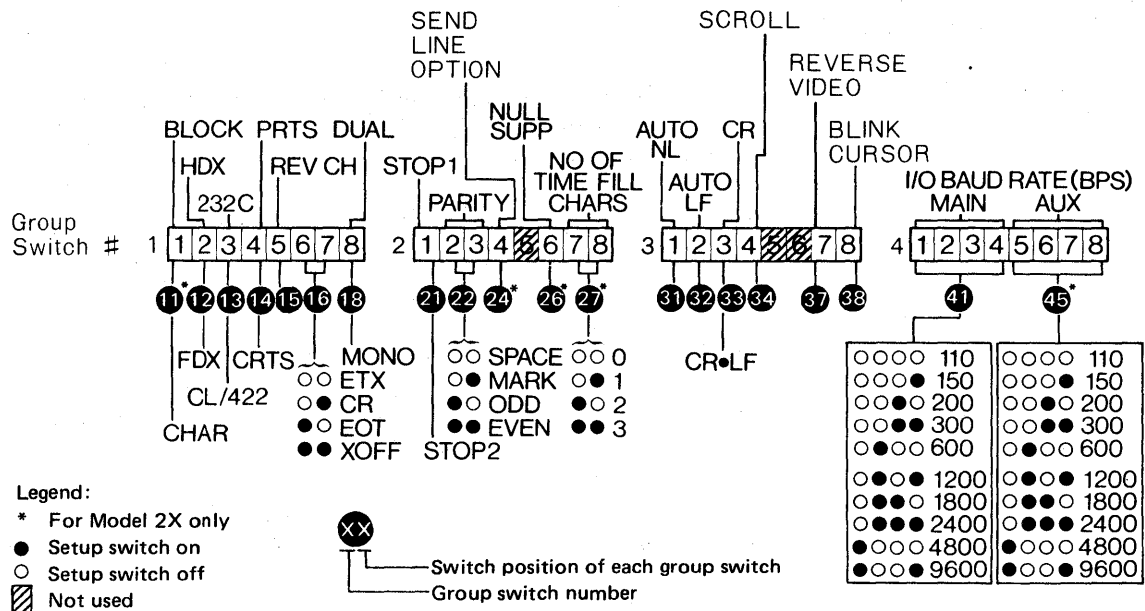 SEND LINE OPTION
SCROLL
REVERSE VIDEO
BLOCK PRTS DUAL
HDX REV CH
232C
STOP1
PARITY
NULL SUPP
NO OF TIME FILL CHARS
AUTO NL
CR
AUTO LF
BLINK CURSOR
I/O BAUD RATE (BPS)
MAIN AUX
Group Switch #
1 1 2 3 4 5 6 7 8
2 1 2 3 4 5 6 7 8
3 1 2 3 4 5 6 7 8
4 1 2 3 4 5 6 7 8
11* 12 13 14 15 16 18
21 22 24* 26* 27*
31 32 33 34 37 38
41 45*
FDX CRTS MONO
CL/422
CHAR
○○ ETX
○● CR
●○ EOT
●● XOFF
STOP2
○○ SPACE
○● MARK
●○ ODD
●● EVEN
○○ 0
○● 1
●○ 2
●● 3
CR●LF
○○○○ 110
○○○● 150
○○●○ 200
○○●● 300
○●○○ 600
○●○● 1200
○●●○ 1800
○●●● 2400
●○○○ 4800
●○○● 9600
○○○○ 110
○○○● 150
○○●○ 200
○○●● 300
○●○○ 600
○●○● 1200
○●●○ 1800
○●●● 2400
●○○○ 4800
●○○● 9600
Legend:
* For Model 2X only
● Setup switch on
○ Setup switch off
Not used
XX
Switch position of each group switch
Group switch number